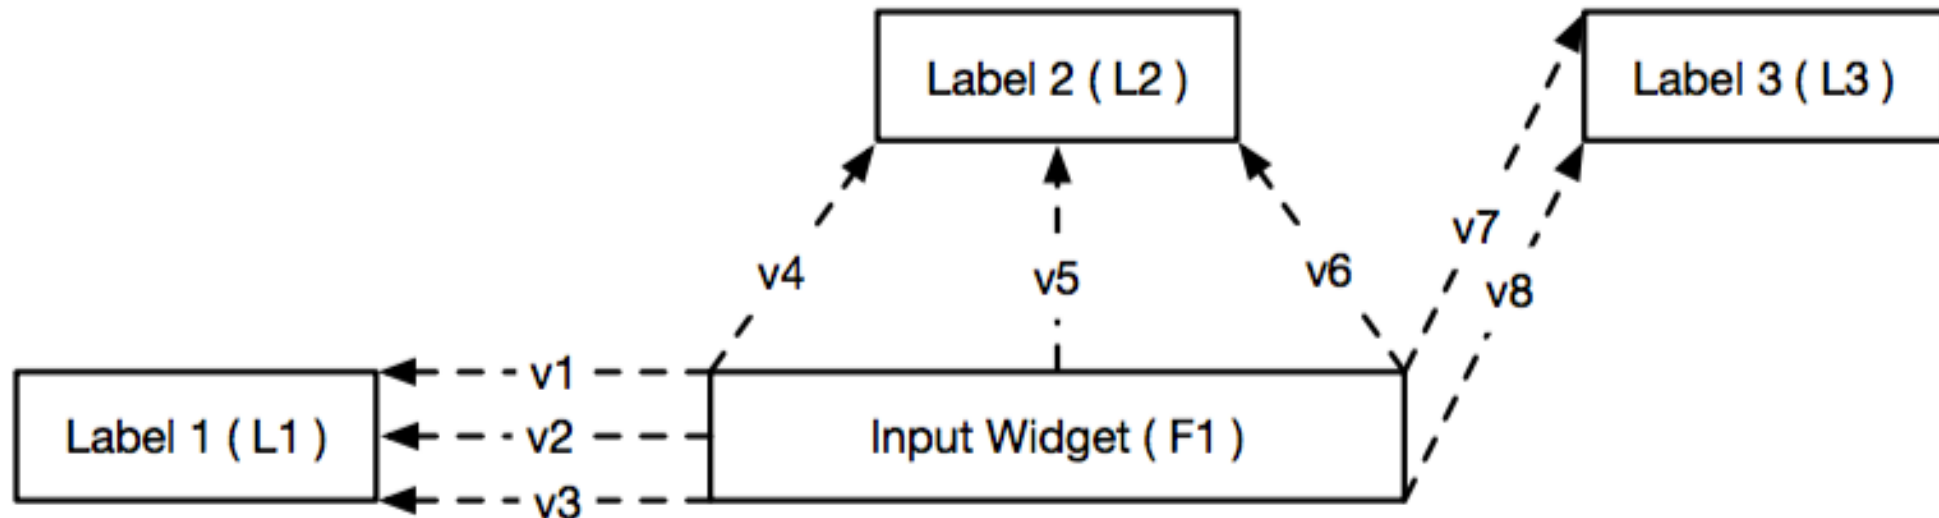 Label 2 ( L2 )
Label 3 ( L3 )
v7
v4
v5
v6
v8
v1
Label 1 ( L1 )
v2
Input Widget ( F1 )
v3